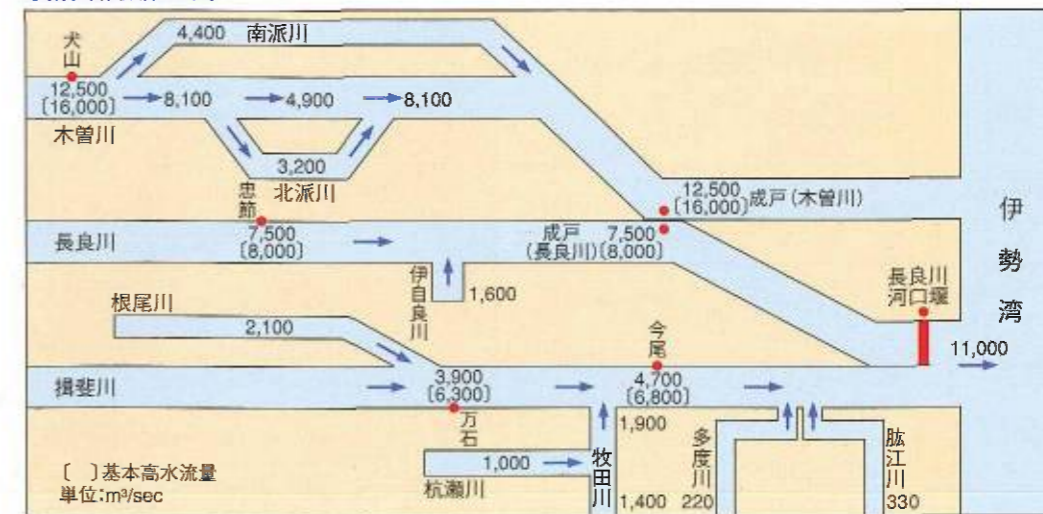 4,400 南派川
犬山
12,500
〔16,000〕
8,100
4,900
8,100
木曽川
3,200
北派川
忠節
12,500
〔16,000〕
成戸(木曽川)
長良川
7,500
〔8,000〕
成戸
(長良川)
7,500
〔8,000〕
伊勢湾
伊自良川
1,600
長良川
河口堰
根尾川
2,100
今尾
11,000
揖斐川
3,900
〔6,300〕
万石
4,700
〔6,800〕
1,900
1,000
杭瀬川
牧田川
1,400
多度川
220
肱江川
330
〔 〕基本高水流量
単位:m³/sec